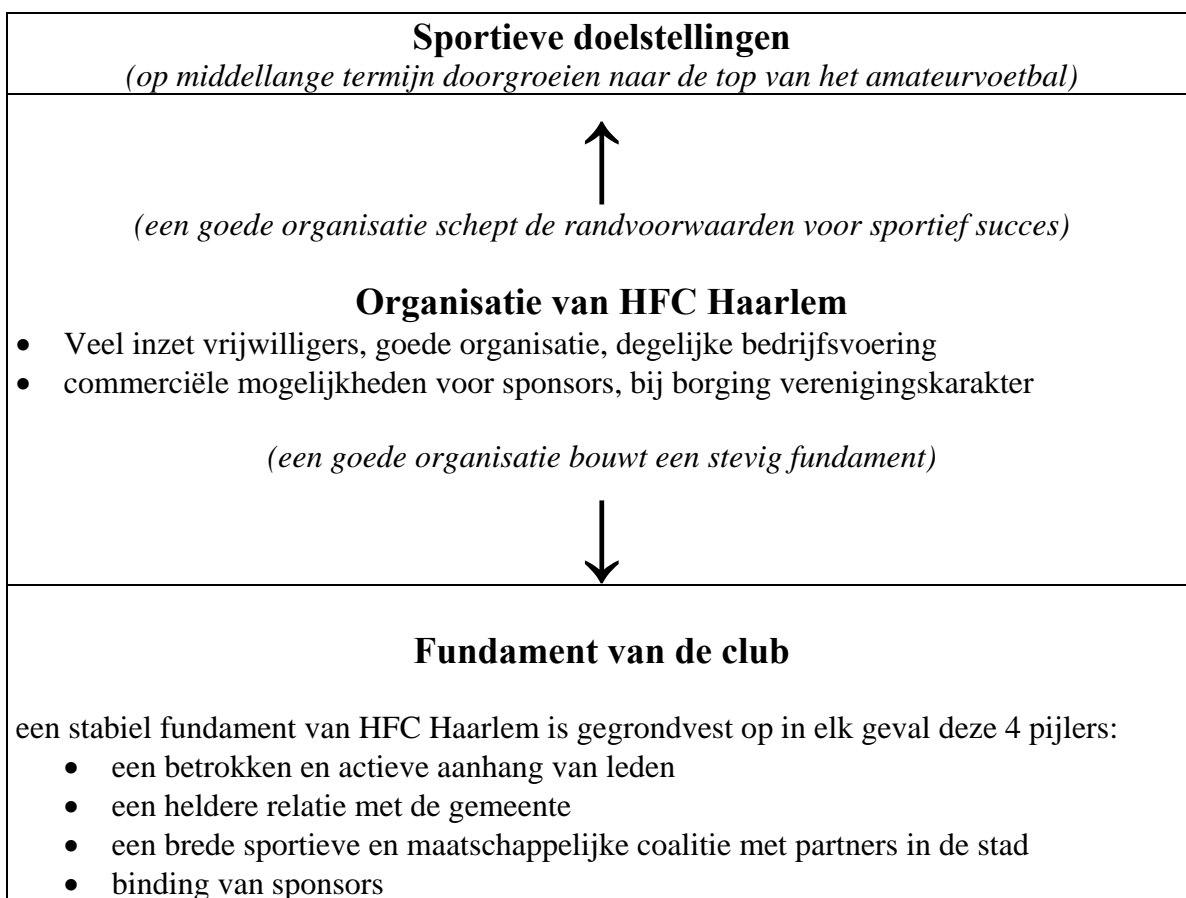 Sportieve doelstellingen
(op middellange termijn doorgroeien naar de top van het amateurvoetbal)
(een goede organisatie schept de randvoorwaarden voor sportief succes)
Organisatie van HFC Haarlem
• Veel inzet vrijwilligers, goede organisatie, degelijke bedrijfsvoering
• commerciële mogelijkheden voor sponsors, bij borging verenigingskarakter
(een goede organisatie bouwt een stevig fundament)
Fundament van de club
een stabiel fundament van HFC Haarlem is gegrondvest op in elk geval deze 4 pijlers:
• een betrokken en actieve aanhang van leden
• een heldere relatie met de gemeente
• een brede sportieve en maatschappelijke coalitie met partners in de stad
• binding van sponsors